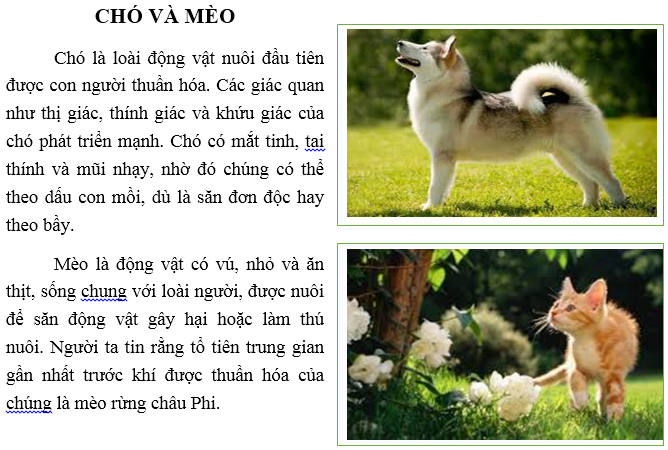 CHÓ VÀ MÈO
Chó là loài động vật nuôi đầu tiên
được con người thuần hóa. Các giác quan
như thị giác, thính giác và khứu giác của
chó phát triển mạnh. Chó có mắt tinh, tai
thính và mũi nhạy, nhờ đó chúng có thể
theo dấu con mồi, dù là săn đơn độc hay
theo bầy.
Mèo là động vật có vú, nhỏ và ăn
thịt, sống chung với loài người, được nuôi
để săn động vật gây hại hoặc làm thú
nuôi. Người ta tin rằng tổ tiên trung gian
gần nhất trước khí được thuần hóa của
chúng là mèo rừng châu Phi.